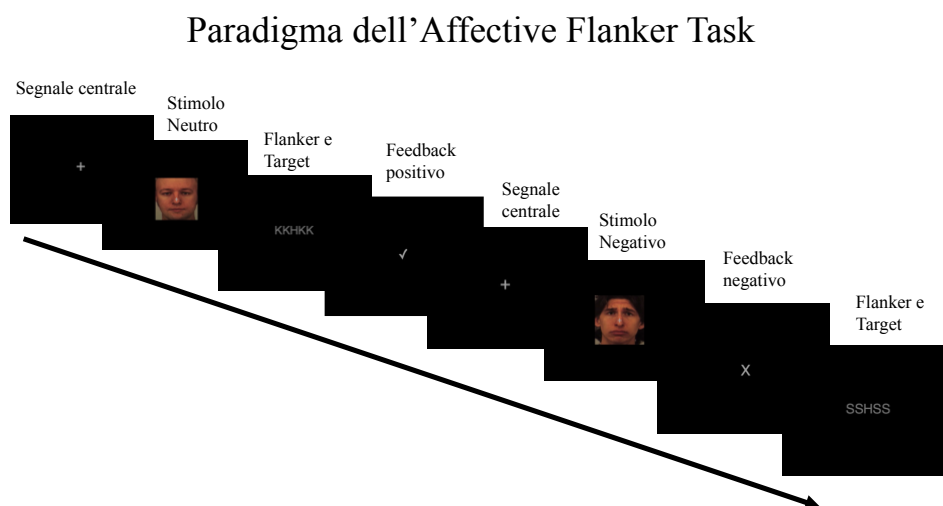 Paradigma dell’Affective Flanker Task
Segnale centrale
+
Stimolo
Neutro
Flanker e
Target
KKHKK
Feedback
positivo
✓
Segnale
centrale
+
Stimolo
Negativo
Feedback
negativo
X
Flanker e
Target
SSHSS